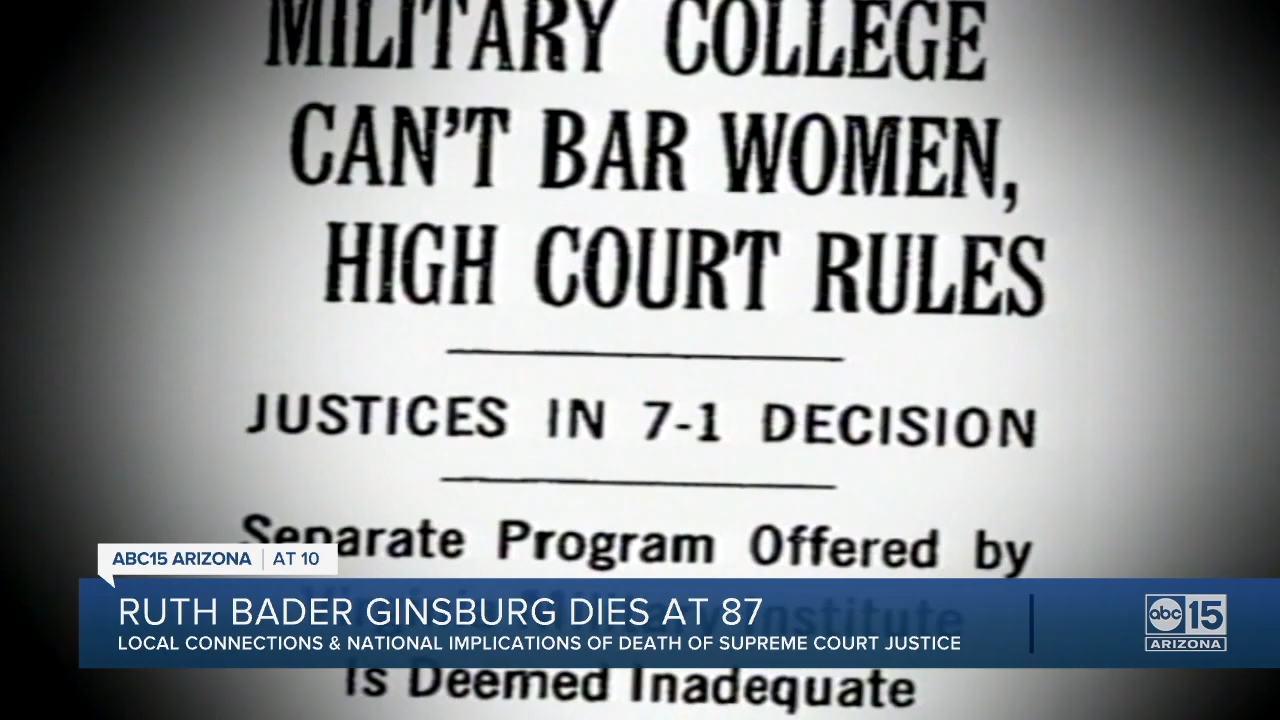 MILITARY COLLEGE
CAN'T BAR WOMEN,
HIGH COURT RULES
JUSTICES IN 7-1 DECISION
Separate Program Offered by
Institute
Is Deemed Inadequate
ABC15 ARIZONA | AT 10
RUTH BADER GINSBURG DIES AT 87
LOCAL CONNECTIONS & NATIONAL IMPLICATIONS OF DEATH OF SUPREME COURT JUSTICE
abc 15
ARIZONA